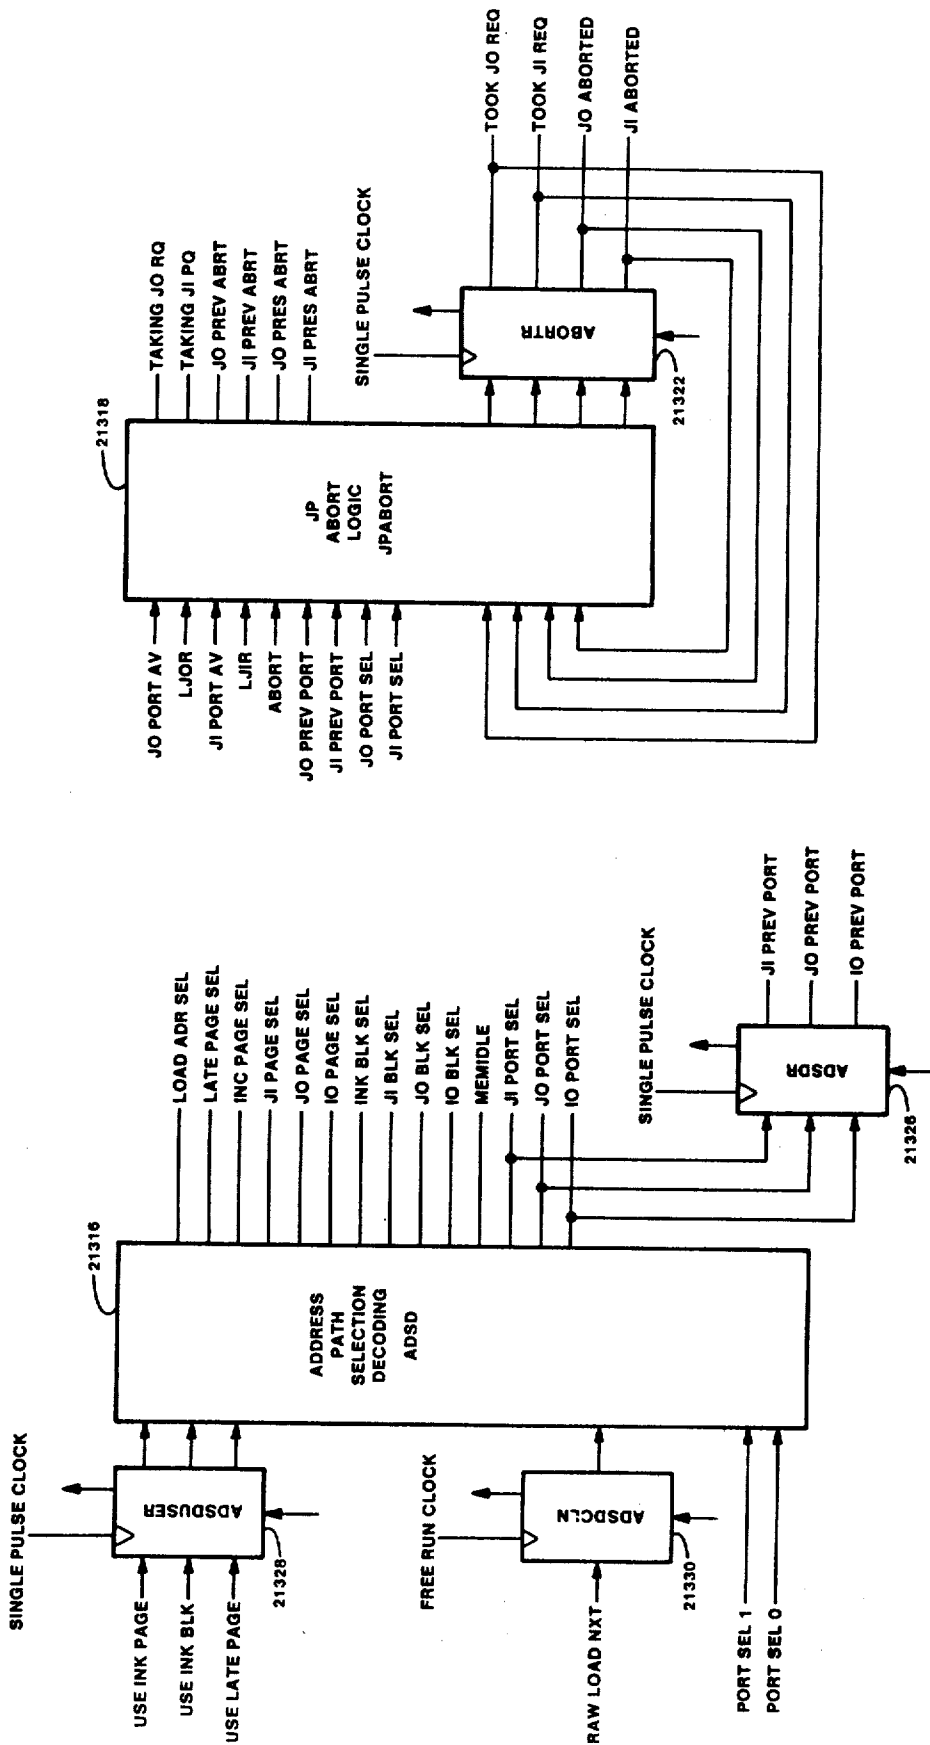 SINGLE PULSE CLOCK
USE INK PAGE
USE INK BLK
USE LATE PAGE
ADSDUSER
21328
FREE RUN CLOCK
RAW LOAD NXT
ADSDCLN
21330
PORT SEL 1
PORT SEL 0
21316
ADDRESS
PATH
SELECTION
DECODING
ADSD
LOAD ADR SEL
LATE PAGE SEL
INC PAGE SEL
JI PAGE SEL
JO PAGE SEL
IO PAGE SEL
INK BLK SEL
JI BLK SEL
JO BLK SEL
IO BLK SEL
MEMIDLE
JI PORT SEL
JO PORT SEL
IO PORT SEL
SINGLE PULSE CLOCK
ADSDR
21326
JI PREV PORT
JO PREV PORT
IO PREV PORT
JO PORT AV
LJOR
JI PORT AV
LJIR
ABORT
JO PREV PORT
JI PREV PORT
JO PORT SEL
JI PORT SEL
21318
JP
ABORT
LOGIC
JPABORT
TAKING JO RQ
TAKING JI PQ
JO PREV ABRT
JI PREV ABRT
JO PRES ABRT
JI PRES ABRT
SINGLE PULSE CLOCK
ABORTR
21322
TOOK JO REQ
TOOK JI REQ
JO ABORTED
JI ABORTED